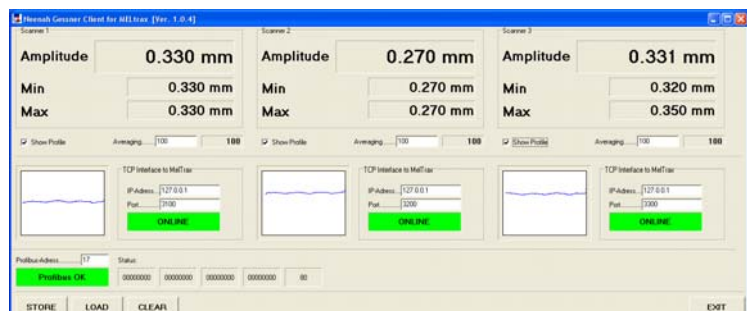 Neenah Gessner Client for MELtrax [Ver. 1.0.4]
Scanner 1
Amplitude 0.330 mm
Min 0.330 mm
Max 0.330 mm
Show Profile Averaging..... 100 100
TCP Interface to MelTrax
IP-Adress.. 127.0.0.1
Port......... 3100
ONLINE
Scanner 2
Amplitude 0.270 mm
Min 0.270 mm
Max 0.270 mm
Show Profile Averaging..... 100 100
TCP Interface to MelTrax
IP-Adress.. 127.0.0.1
Port......... 3200
ONLINE
Scanner 3
Amplitude 0.331 mm
Min 0.320 mm
Max 0.350 mm
Show Profile Averaging..... 100 100
TCP Interface to MelTrax
IP-Adress.. 127.0.0.1
Port......... 3300
ONLINE
Profibus-Adress.......... 17 Status:
Profibus OK 00000000 00000000 00000000 00000000 00
STORE LOAD CLEAR EXIT